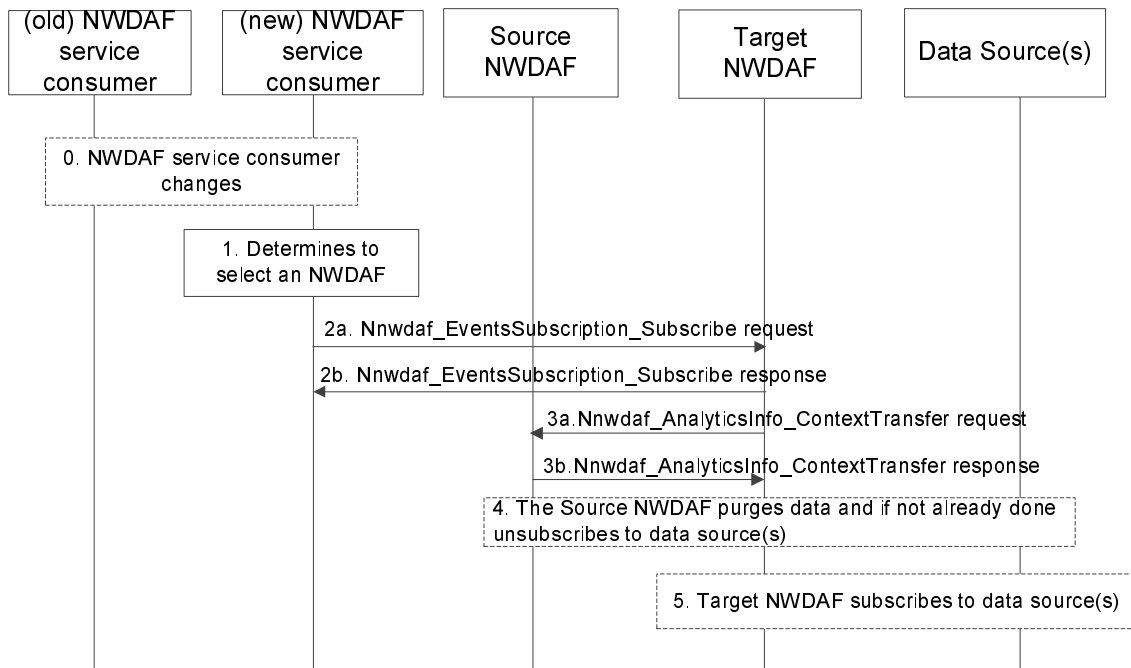 (old) NWDAF
service
consumer
(new) NWDAF
service
consumer
Source
NWDAF
Target
NWDAF
Data Source(s)
0. NWDAF service consumer
changes
1. Determines to
select an NWDAF
2a. Nnwdaf_EventsSubscription_Subscribe request
2b. Nnwdaf_EventsSubscription_Subscribe response
3a.Nnwdaf_AnalyticsInfo_ContextTransfer request
3b.Nnwdaf_AnalyticsInfo_ContextTransfer response
4. The Source NWDAF purges data and if not already done
unsubscribes to data source(s)
5. Target NWDAF subscribes to data source(s)